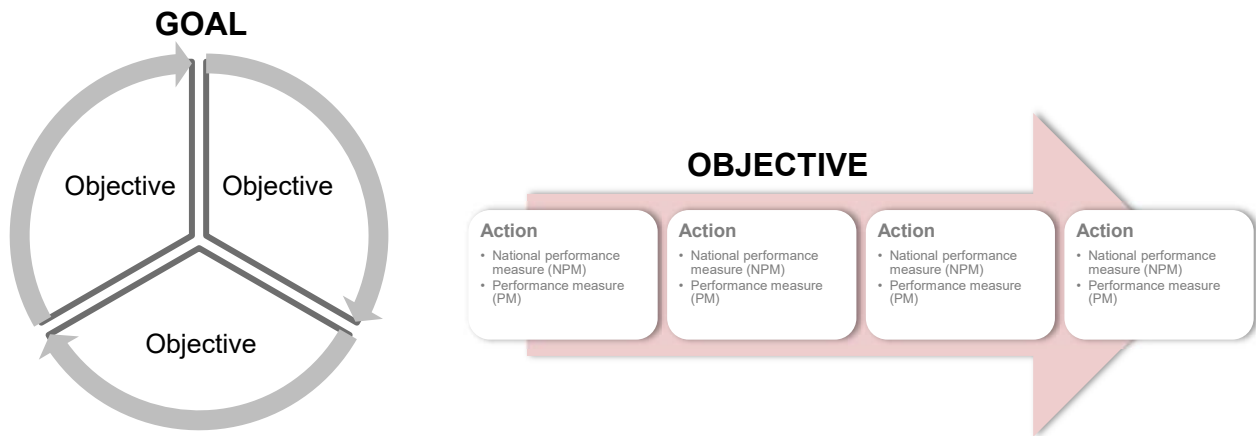 GOAL
Objective
Objective
Objective
OBJECTIVE
Action
• National performance
measure (NPM)
• Performance measure
(PM)
Action
• National performance
measure (NPM)
• Performance measure
(PM)
Action
• National performance
measure (NPM)
• Performance measure
(PM)
Action
• National performance
measure (NPM)
• Performance measure
(PM)